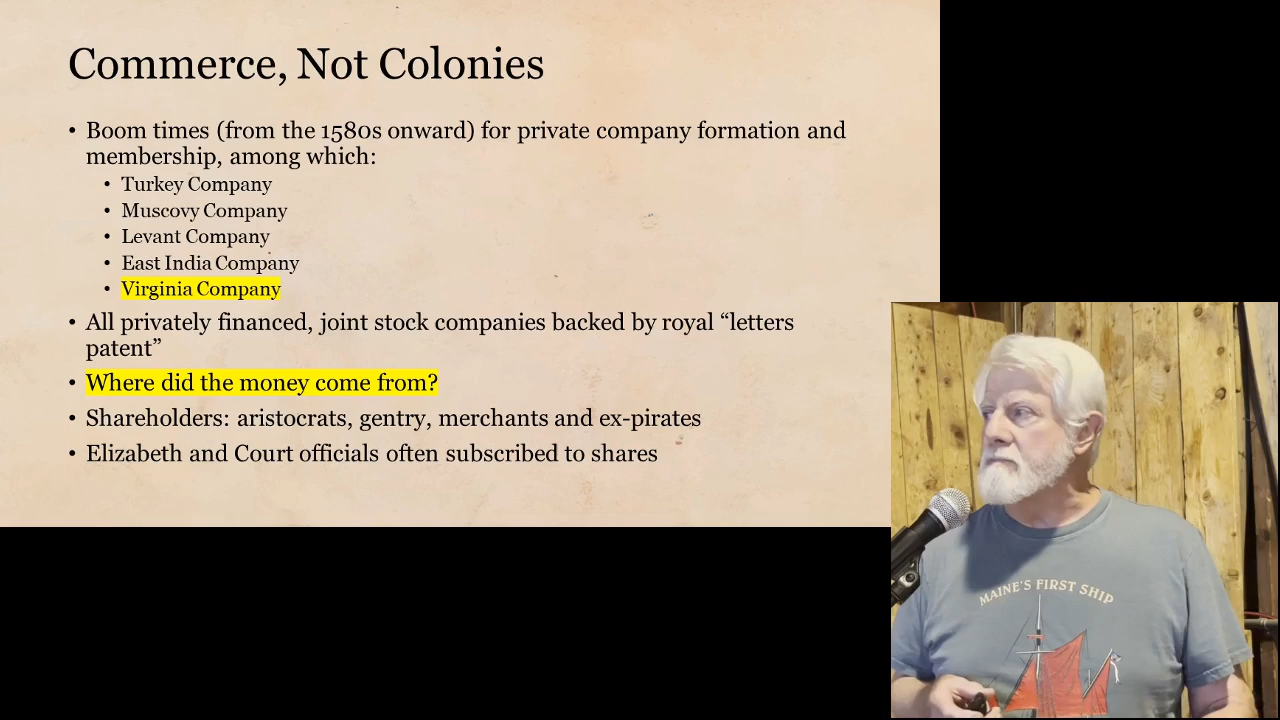 Commerce, Not Colonies
• Boom times (from the 1580s onward) for private company formation and
membership, among which:
• Turkey Company
• Muscovy Company
• Levant Company
• East India Company
• Virginia Company
• All privately financed, joint stock companies backed by royal “letters
patent”
• Where did the money come from?
• Shareholders: aristocrats, gentry, merchants and ex-pirates
• Elizabeth and Court officials often subscribed to shares
MAINE'S FIRST SHIP